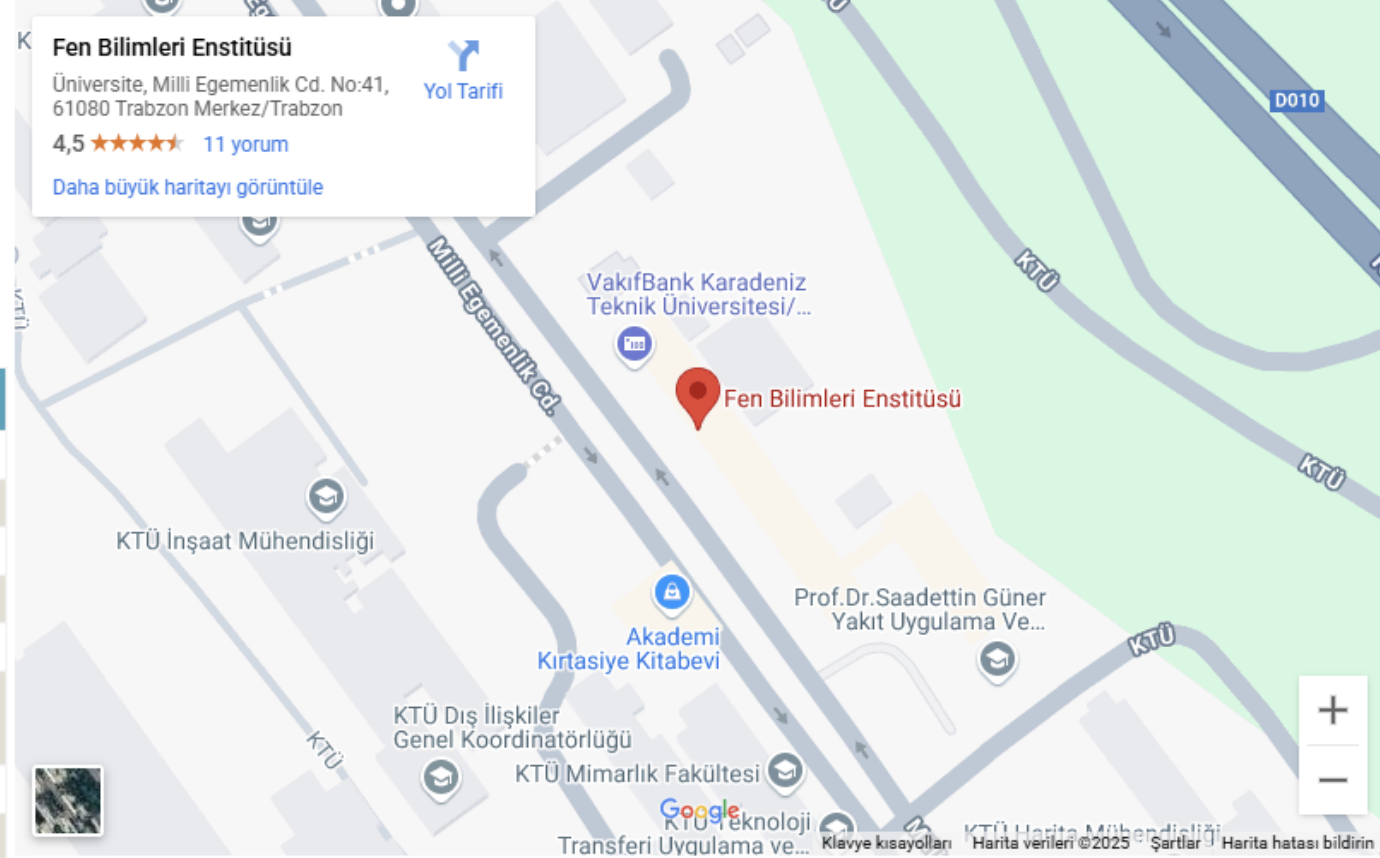 Fen Bilimleri Enstitüsü
Üniversite, Milli Egemenlik Cd. No:41,
61080 Trabzon Merkez/Trabzon
4,5
11 yorum
Daha büyük haritayı görüntüle
Yol Tarifi
D010
KTÜ
Milli Egemenlik Cd.
VakıfBank Karadeniz
Teknik Üniversitesi/...
Fen Bilimleri Enstitüsü
KTÜ
KTÜ
KTÜ İnşaat Mühendisliği
Prof.Dr.Saadettin Güner
Yakıt Uygulama Ve...
Akademi
Kırtasiye Kitabevi
KTÜ
KTÜ Dış İlişkiler
Genel Koordinatörlüğü
KTÜ
KTÜ Mimarlık Fakültesi
Google
KTÜ Teknoloji
Transferi Uygulama ve...
KTÜ Harita Mühendisliği
Klavye kısayolları
Harita verileri ©2025
Şartlar
Harita hatası bildirin